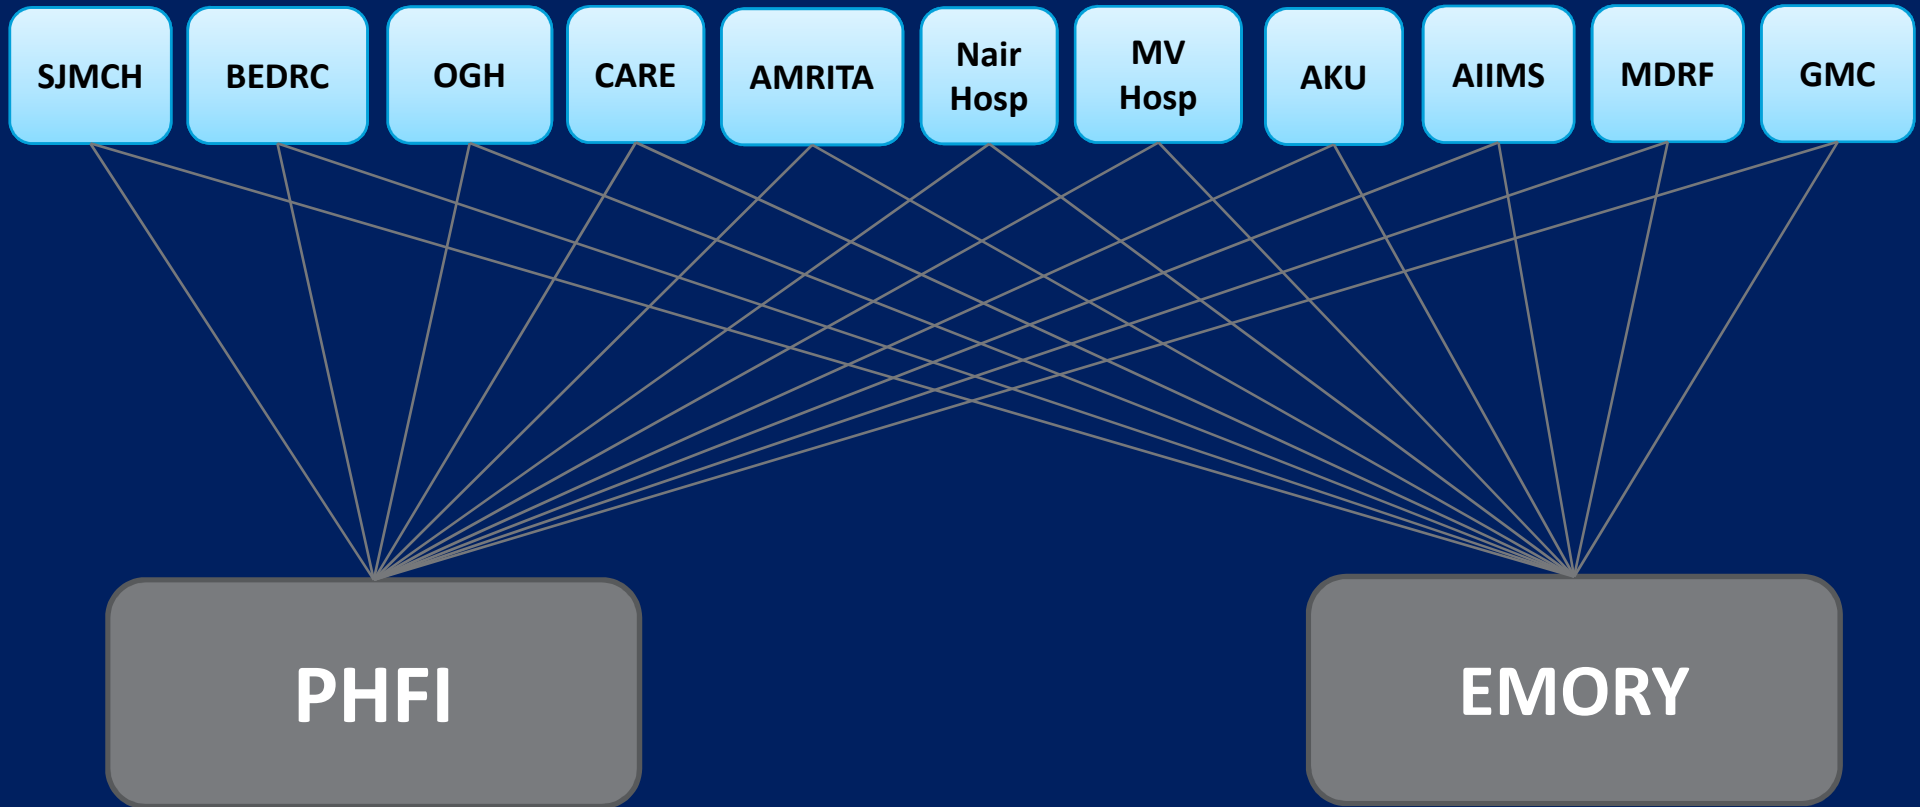 SJMCH
BEDRC
OGH
CARE
AMRITA
Nair
Hosp
MV
Hosp
AKU
AIIMS
MDRF
GMC
PHFI
EMORY